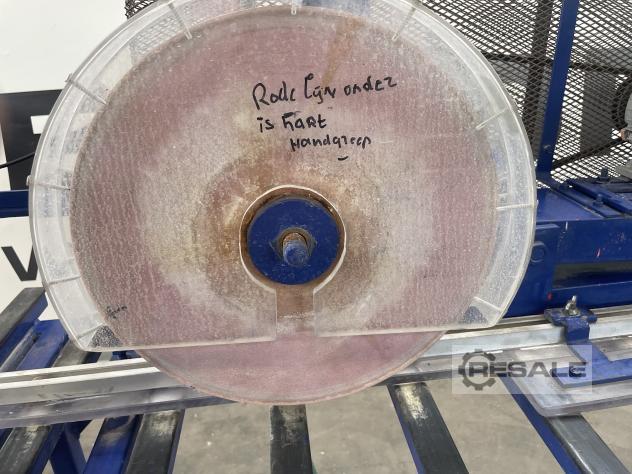 Rode Lijn onder
is hart
Handgreep
RESALE